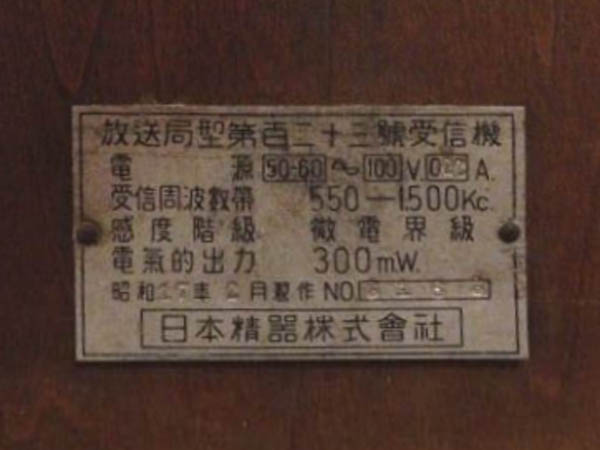 放送局型第百二十三號受信機
電 源 50-60 ～ 100 V. A.
受信周波數帶 550—1,500Kc.
感度階級 微電界級
電氣的出力 300mW.
昭和 年 月製作 NO.
日本精器株式會社